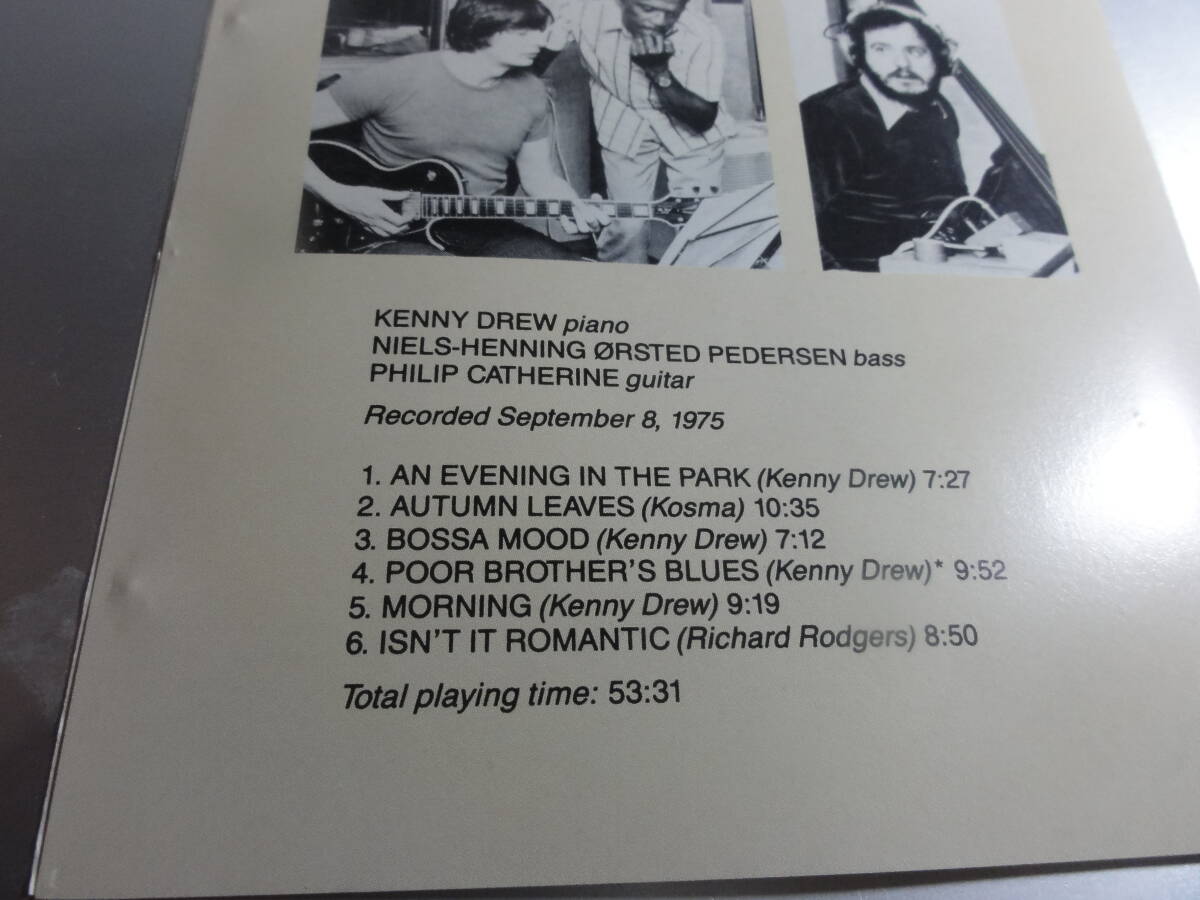 KENNY DREW piano
NIELS-HENNING ØRSTED PEDERSEN bass
PHILIP CATHERINE guitar
Recorded September 8, 1975
1. AN EVENING IN THE PARK (Kenny Drew) 7:27
2. AUTUMN LEAVES (Kosma) 10:35
3. BOSSA MOOD (Kenny Drew) 7:12
4. POOR BROTHER'S BLUES (Kenny Drew)* 9:52
5. MORNING (Kenny Drew) 9:19
6. ISN'T IT ROMANTIC (Richard Rodgers) 8:50
Total playing time: 53:31